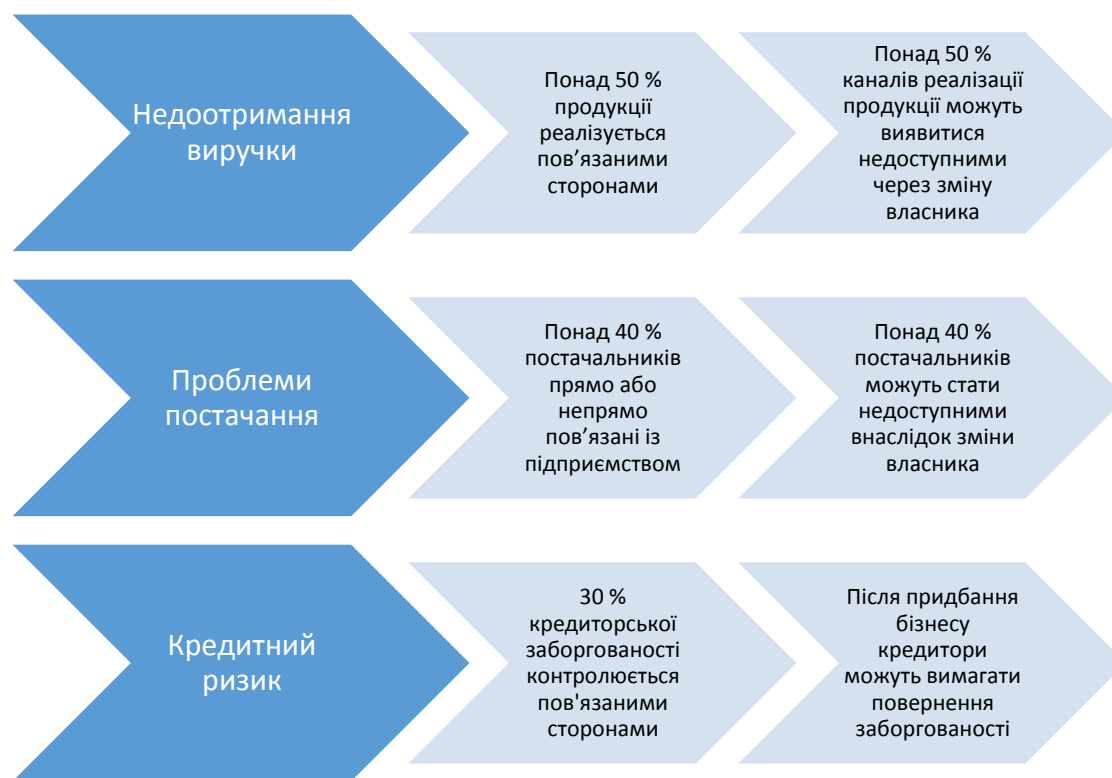 Недоотримання
виручки
Понад 50 %
продукції
реалізується
пов’язаними
сторонами
Понад 50 %
каналів реалізації
продукції можуть
виявитися
недоступними
через зміну
власника
Проблеми
постачання
Понад 40 %
постачальників
прямо або
непрямо
пов’язані із
підприємством
Понад 40 %
постачальників
можуть стати
недоступними
внаслідок зміни
власника
Кредитний
ризик
30 %
кредиторської
заборгованості
контролюється
пов'язаними
сторонами
Після придбання
бізнесу
кредитори
можуть вимагати
повернення
заборгованості